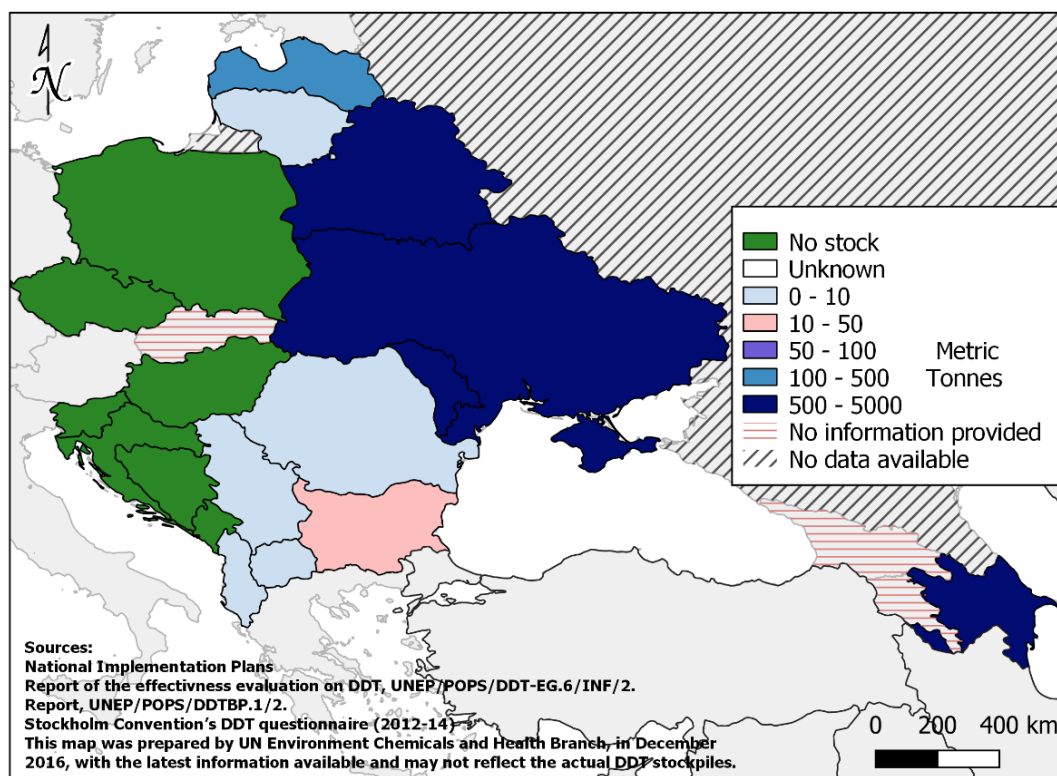 N
No stock
Unknown
0 - 10
10 - 50
50 - 100 Metric
100 - 500 Tonnes
500 - 5000
No information provided
No data available
Sources:
National Implementation Plans
Report of the effectivness evaluation on DDT, UNEP/POPS/DDT-EG.6/INF/2.
Report, UNEP/POPS/DDTBP.1/2.
Stockholm Convention's DDT questionnaire (2012-14)
This map was prepared by UN Environment Chemicals and Health Branch, in December
2016, with the latest information available and may not reflect the actual DDT stockpiles.
0 200 400 km